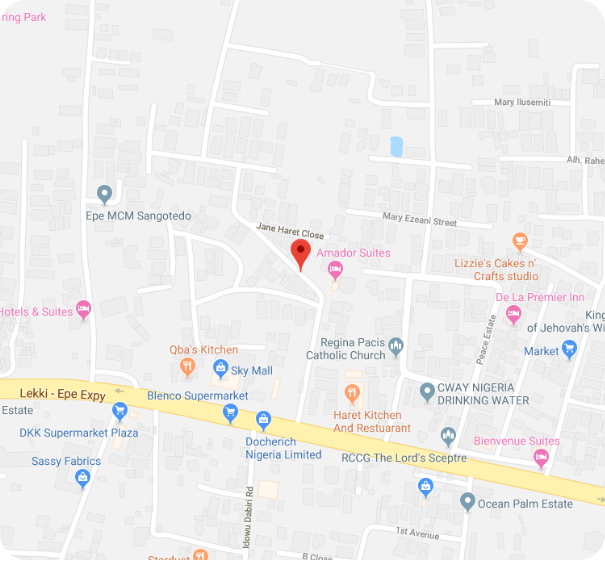 ring Park
Mary Ilusemiti
Alh. Rahe
Epe MCM Sangotedo
Mary Ezeani Street
Jane Haret Close
Amador Suites
Lizzie's Cakes n'
Crafts studio
De La Premier Inn
Hotels & Suites
King
of Jehovah's Wi
Peace Estate
Regina Pacis
Catholic Church
Market
Qba's Kitchen
Sky Mall
CWAY NIGERIA
DRINKING WATER
Lekki - Epe Expy
Blenco Supermarket
Estate
Haret Kitchen
And Restuarant
DKK Supermarket Plaza
Docherich
Nigeria Limited
Bienvenue Suites
RCCG The Lord's Sceptre
Sassy Fabrics
Idowu Dabiri Rd
Ocean Palm Estate
1st Avenue
Stardust
B Close